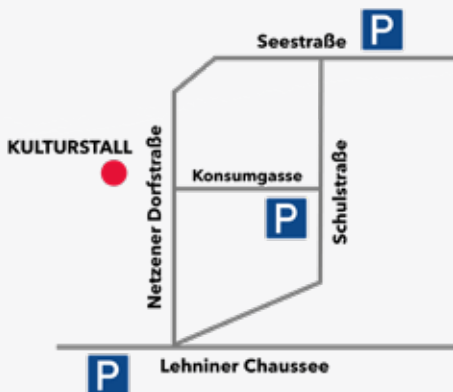 Seestraße
P
KULTURSTALL
Netzener Dorfstraße
Konsumgasse
P
Schulstraße
P
Lehniner Chaussee